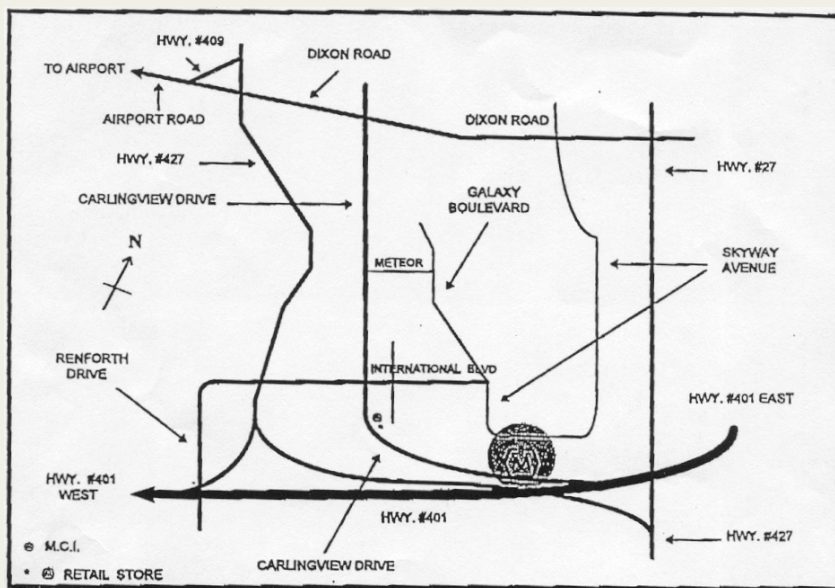 HWY. #409
TO AIRPORT
DIXON ROAD
AIRPORT ROAD
DIXON ROAD
HWY. #427
HWY. #27
GALAXY
BOULEVARD
CARLINGVIEW DRIVE
N
METEOR
SKYWAY
AVENUE
RENFORTH
DRIVE
INTERNATIONAL BLVD
HWY. #401 EAST
HWY. #401
WEST
HWY. #401
HWY. #427
M.C.I.
CARLINGVIEW DRIVE
RETAIL STORE